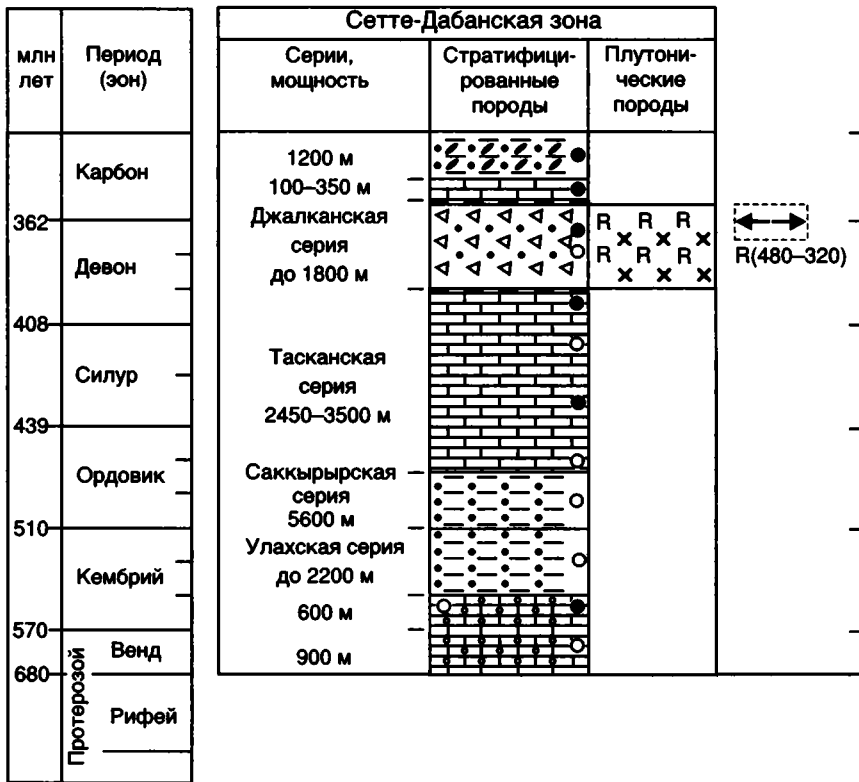 млн
лет
Период
(эон)
Карбон
362
Девон
408
Силур
439
Ордовик
510
Кембрий
570
Венд
680
Протерозой
Рифей
Сетте-Дабанская зона
Серии,
мощность
Стратифици-
рованные
породы
Плутони-
ческие
породы
1200 м
100–350 м
Джалканская
серия
до 1800 м
R R R
R R R
R(480–320)
Тасканская
серия
2450–3500 м
Саккырырская
серия
5600 м
Улахская серия
до 2200 м
600 м
900 м